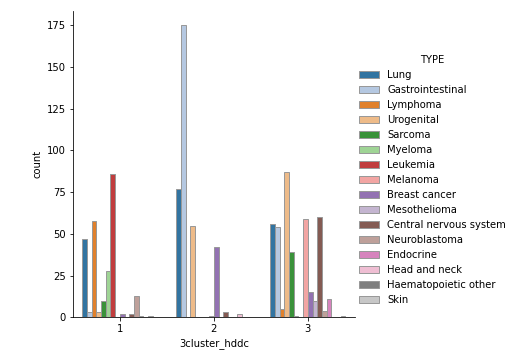 175
150
125
100
75
50
25
0
count
1
2
3
3cluster_hddc
TYPE
Lung
Gastrointestinal
Lymphoma
Urogenital
Sarcoma
Myeloma
Leukemia
Melanoma
Breast cancer
Mesothelioma
Central nervous system
Neuroblastoma
Endocrine
Head and neck
Haematopoietic other
Skin